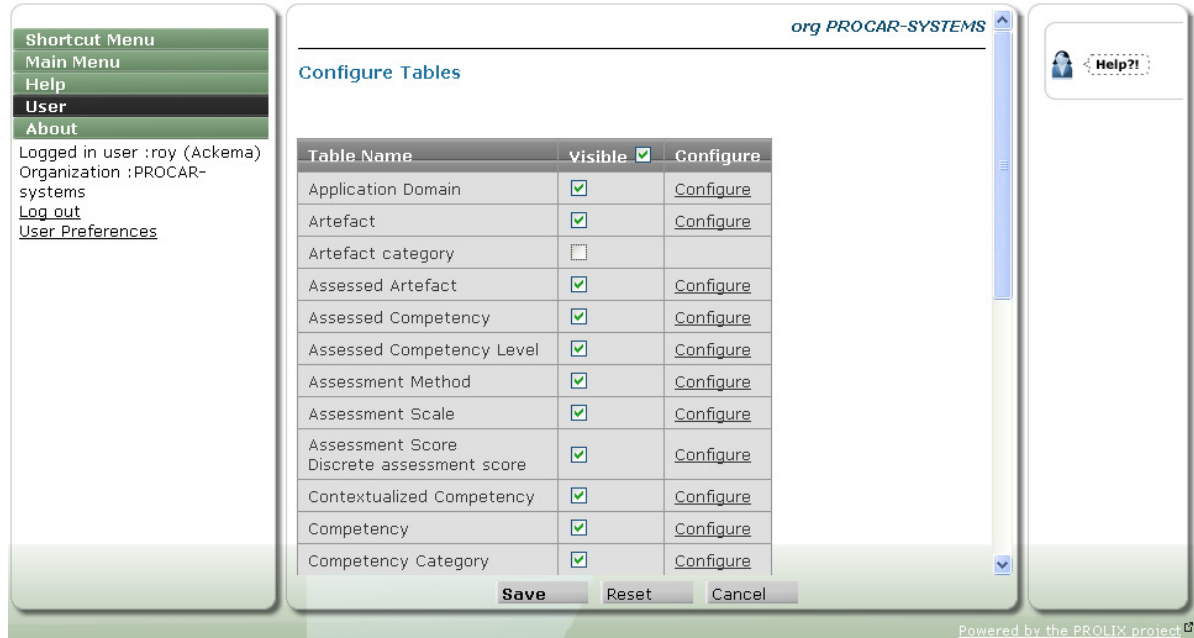 Shortcut Menu
Main Menu
Help
User
About
Logged in user :roy (Ackema)
Organization :PROCAR-
systems
Log out
User Preferences
org PROCAR-SYSTEMS
Configure Tables
Table Name Visible Configure
Application Domain Configure
Artefact Configure
Artefact category
Assessed Artefact Configure
Assessed Competency Configure
Assessed Competency Level Configure
Assessment Method Configure
Assessment Scale Configure
Assessment Score
Discrete assessment score Configure
Contextualized Competency Configure
Competency Configure
Competency Category Configure
Save Reset Cancel
Help?!
Powered by the PROLIX project